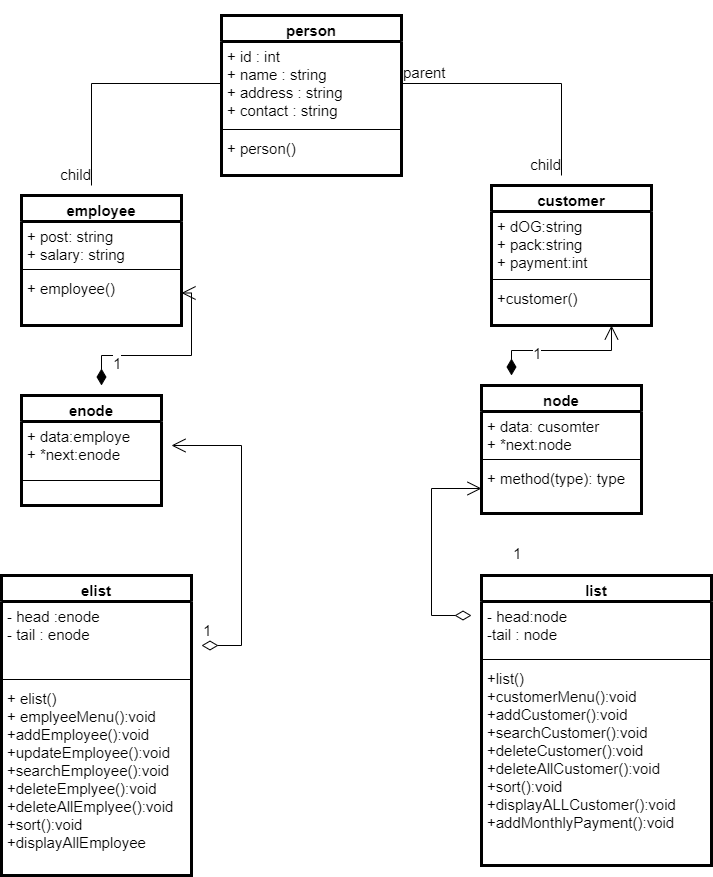 person
+ id : int
+ name : string
+ address : string
+ contact : string
+ person()
parent
child
child
employee
+ post: string
+ salary: string
+ employee()
customer
+ dOG:string
+ pack:string
+ payment:int
+customer()
1
1
enode
+ data:employe
+ *next:enode
node
+ data: cusomter
+ *next:node
+ method(type): type
1
1
elist
- head :enode
- tail : enode
+ elist()
+ emplyeeMenu():void
+addEmployee():void
+updateEmployee():void
+searchEmployee():void
+deleteEmplyee():void
+deleteAllEmplyee():void
+sort():void
+displayAllEmployee
list
- head:node
-tail : node
+list()
+customerMenu():void
+addCustomer():void
+searchCustomer():void
+deleteCustomer():void
+deleteAllCustomer():void
+sort():void
+displayALLCustomer():void
+addMonthlyPayment():void